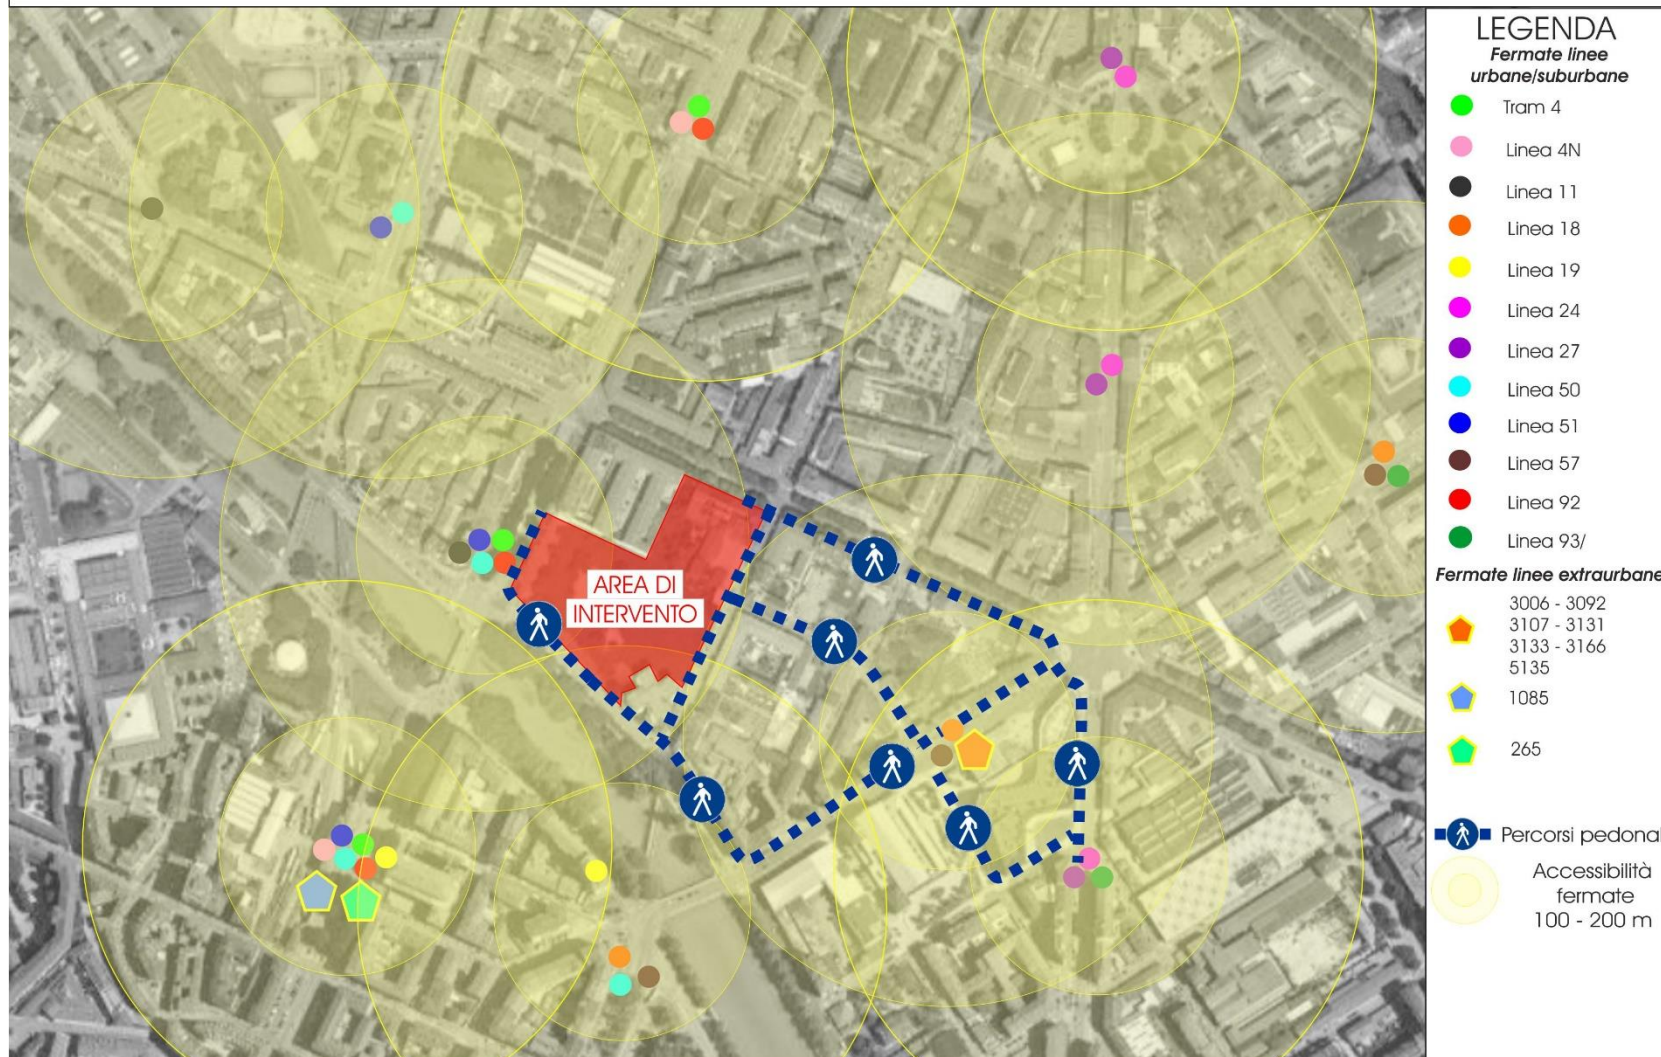 LEGENDA
Fermate linee
urbane/suburbane
Tram 4
Linea 4N
Linea 11
Linea 18
Linea 19
Linea 24
Linea 27
Linea 50
Linea 51
Linea 57
Linea 92
Linea 93/
Fermate linee extraurbane
3006 - 3092
3107 - 3131
3133 - 3166
5135
1085
265
Percorsi pedonal
Accessibilità
fermate
100 - 200 m
AREA DI
INTERVENTO